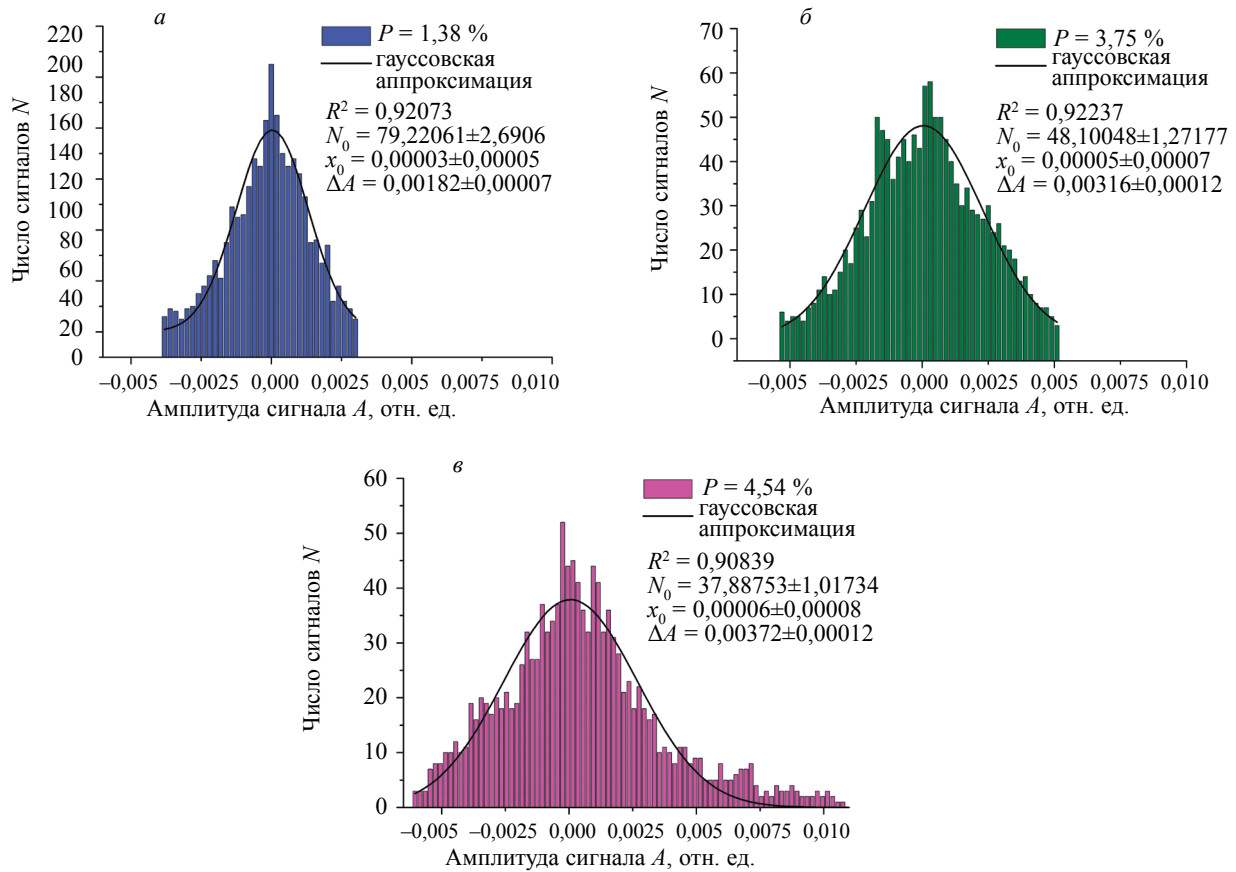 а
220
200
180
160
140
120
100
80
60
40
20
0
Число сигналов N
P = 1,38 %
гауссовская
аппроксимация
R² = 0,92073
N₀ = 79,22061±2,6906
x₀ = 0,00003±0,00005
ΔA = 0,00182±0,00007
–0,005 –0,0025 0,000 0,0025 0,005 0,0075 0,010
Амплитуда сигнала A, отн. ед.
б
70
60
50
40
30
20
10
0
Число сигналов N
P = 3,75 %
гауссовская
аппроксимация
R² = 0,92237
N₀ = 48,10048±1,27177
x₀ = 0,00005±0,00007
ΔA = 0,00316±0,00012
–0,005 –0,0025 0,000 0,0025 0,005 0,0075 0,010
Амплитуда сигнала A, отн. ед.
в
60
50
40
30
20
10
0
Число сигналов N
P = 4,54 %
гауссовская
аппроксимация
R² = 0,90839
N₀ = 37,88753±1,01734
x₀ = 0,00006±0,00008
ΔA = 0,00372±0,00012
–0,005 –0,0025 0,000 0,0025 0,005 0,0075 0,010
Амплитуда сигнала A, отн. ед.